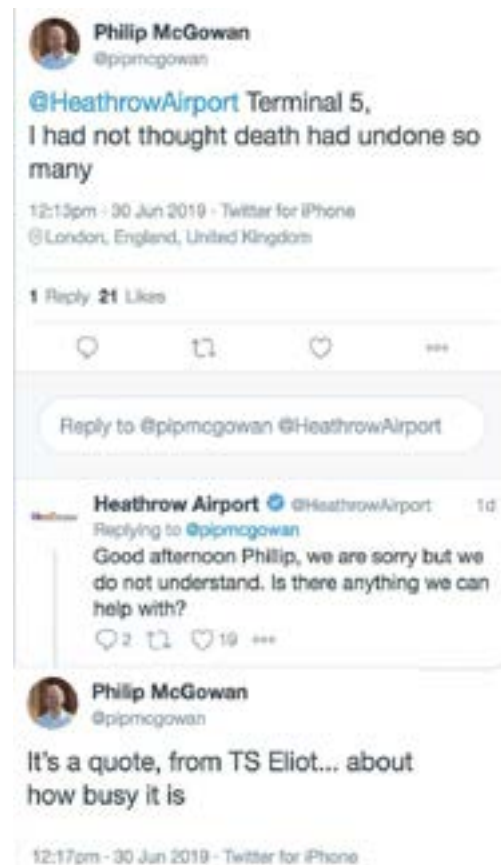 Philip McGowan
@pipmcgowan
@HeathrowAirport Terminal 5,
I had not thought death had undone so
many
12:13pm - 30 Jun 2019 - Twitter for iPhone
London, England, United Kingdom
1 Reply 21 Likes
Reply to @pipmcgowan @HeathrowAirport
Heathrow Airport @HeathrowAirport 1d
Replying to @pipmcgowan
Good afternoon Phillip, we are sorry but we
do not understand. Is there anything we can
help with?
2 19
Philip McGowan
@pipmcgowan
It's a quote, from TS Eliot... about
how busy it is
12:17pm - 30 Jun 2019 - Twitter for iPhone